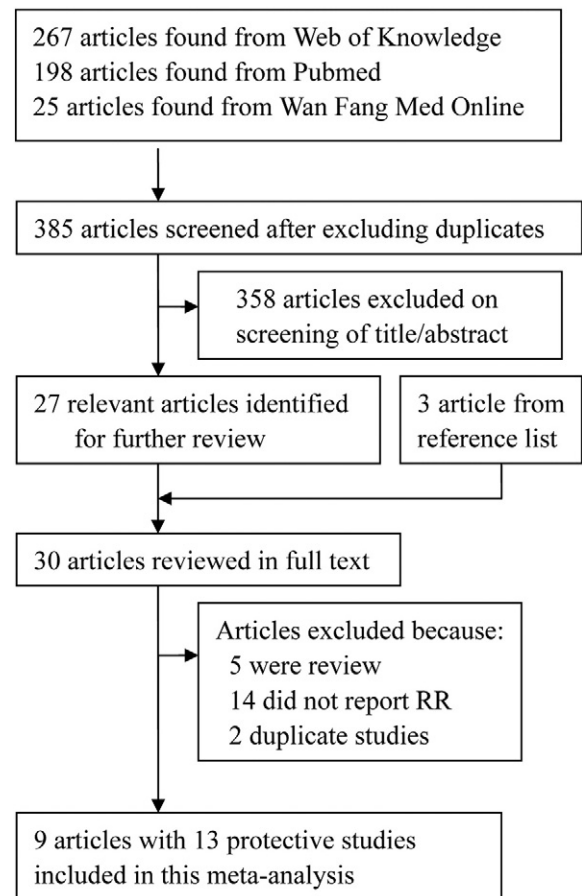 267 articles found from Web of Knowledge
198 articles found from Pubmed
25 articles found from Wan Fang Med Online
385 articles screened after excluding duplicates
358 articles excluded on
screening of title/abstract
27 relevant articles identified
for further review
3 article from
reference list
30 articles reviewed in full text
Articles excluded because:
5 were review
14 did not report RR
2 duplicate studies
9 articles with 13 protective studies
included in this meta-analysis